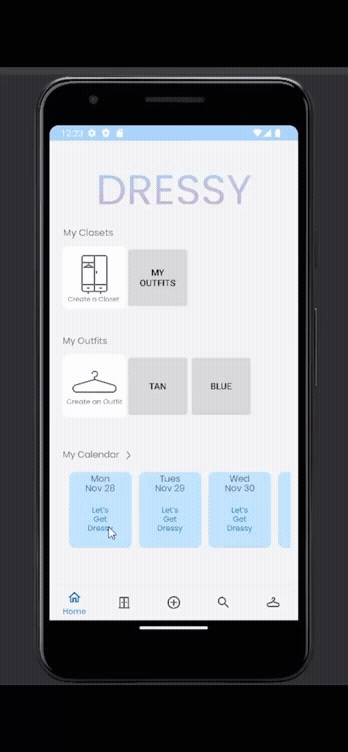 12:23
DRESSY
My Closets
Create a Closet
MY
OUTFITS
My Outfits
Create an Outfit
TAN
BLUE
My Calendar
Mon
Nov 28
Let's
Get
Dressy
Tues
Nov 29
Let's
Get
Dressy
Wed
Nov 30
Let's
Get
Dressy
Home